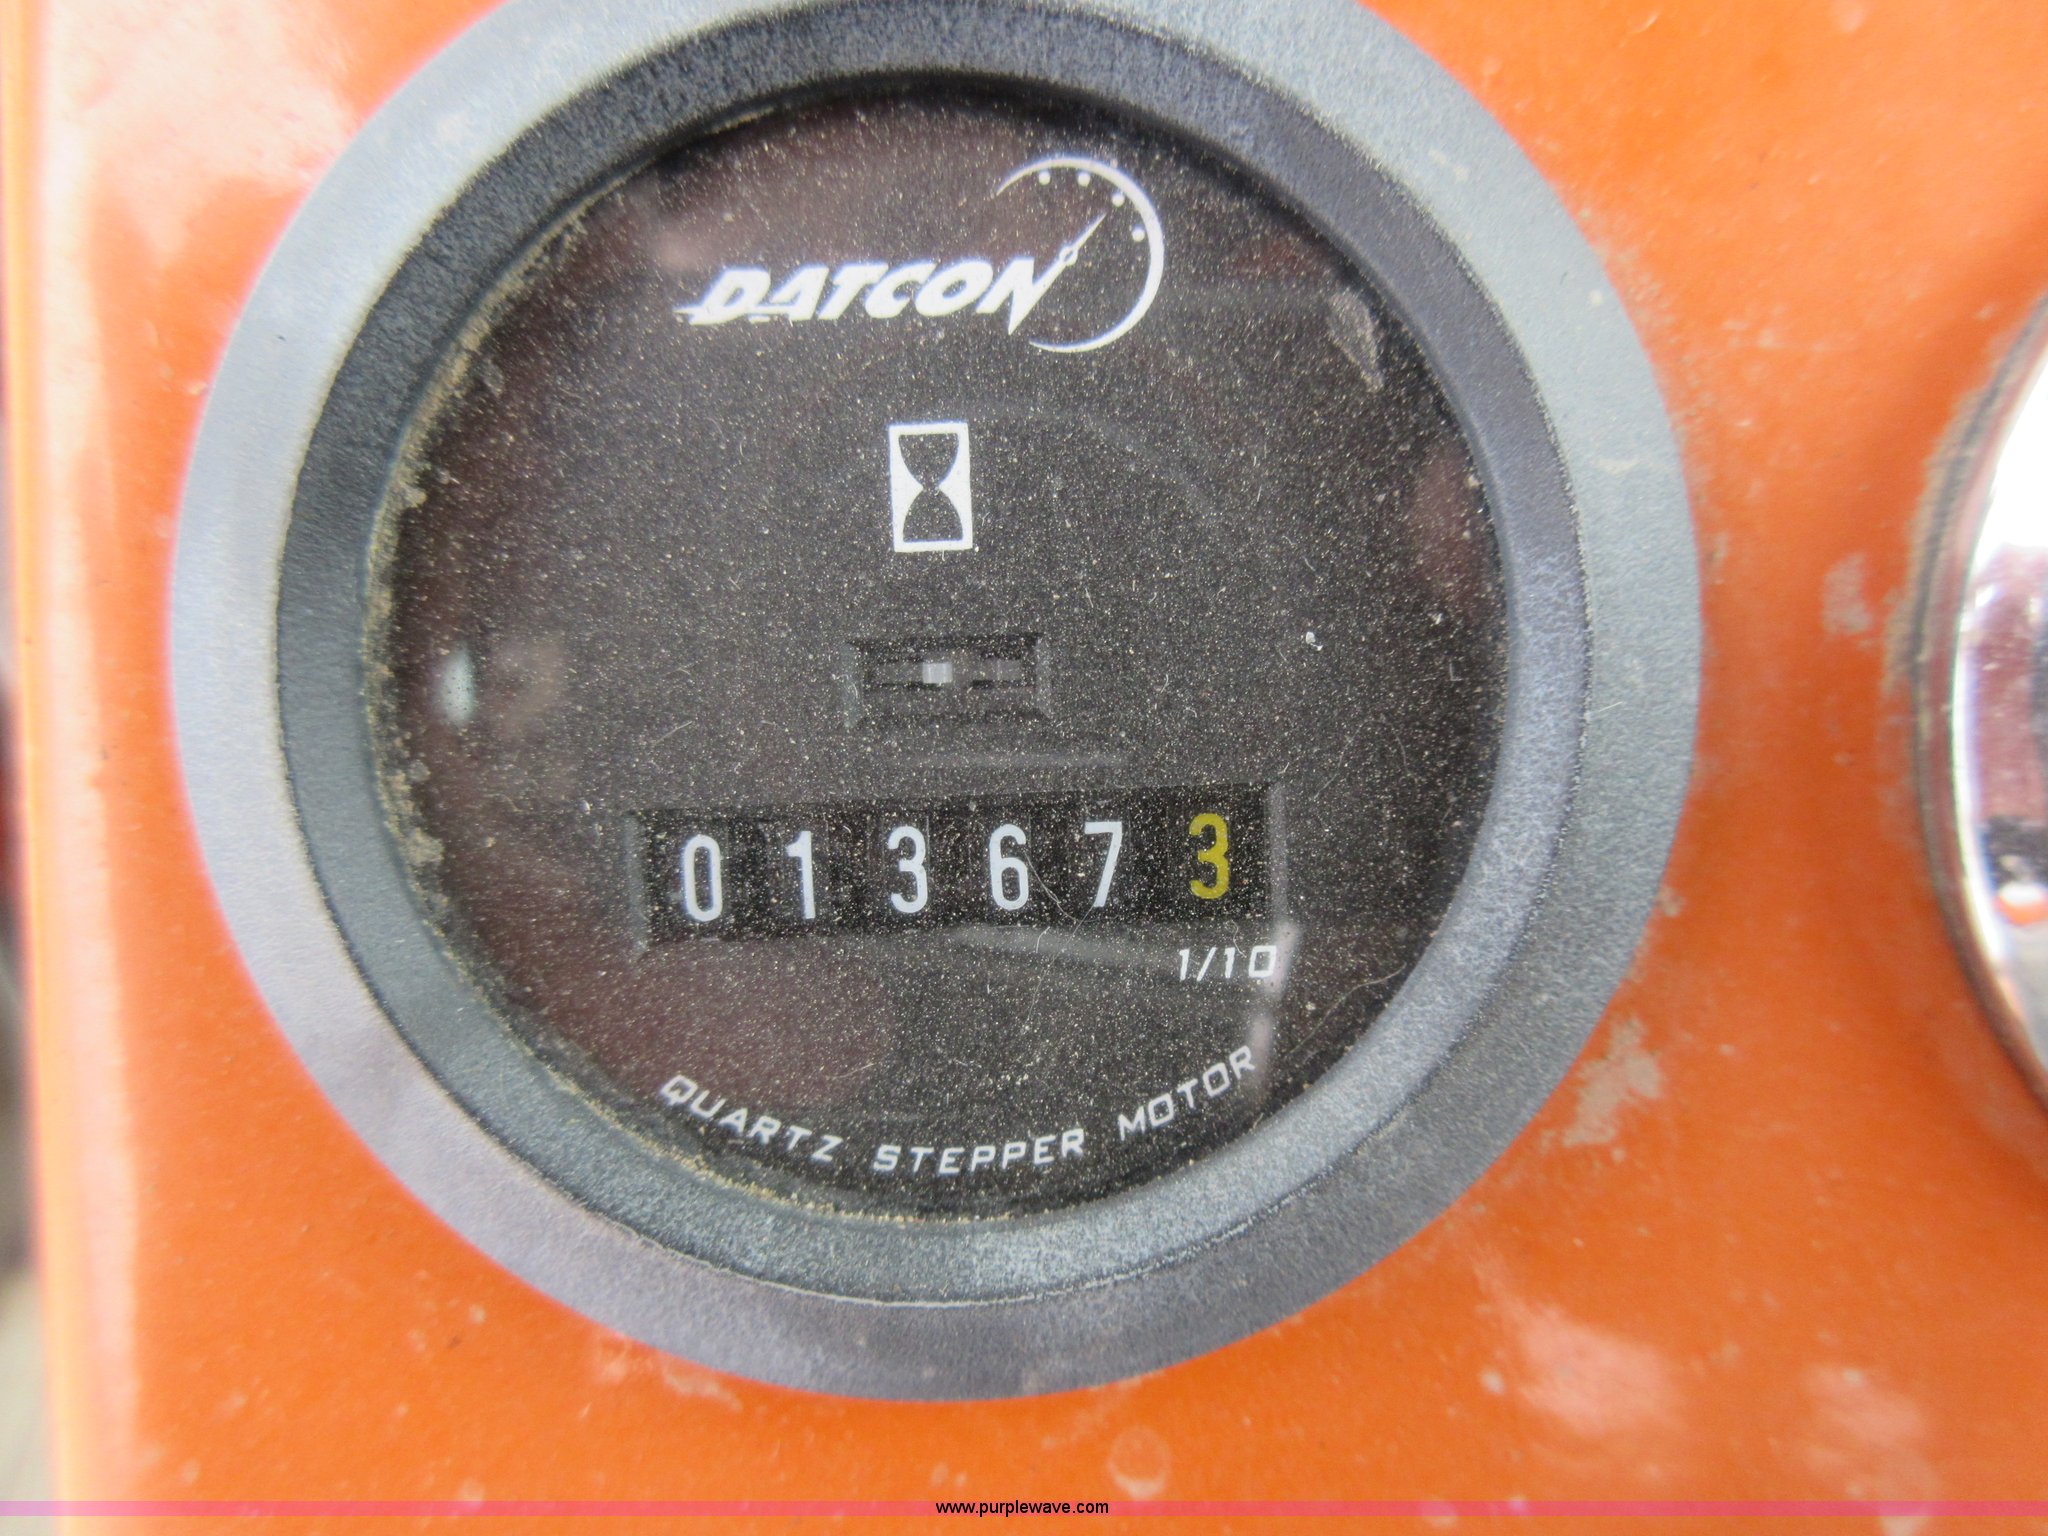 DATCON
013673
1/10
QUARTZ STEPPER MOTOR
www.purplewave.com